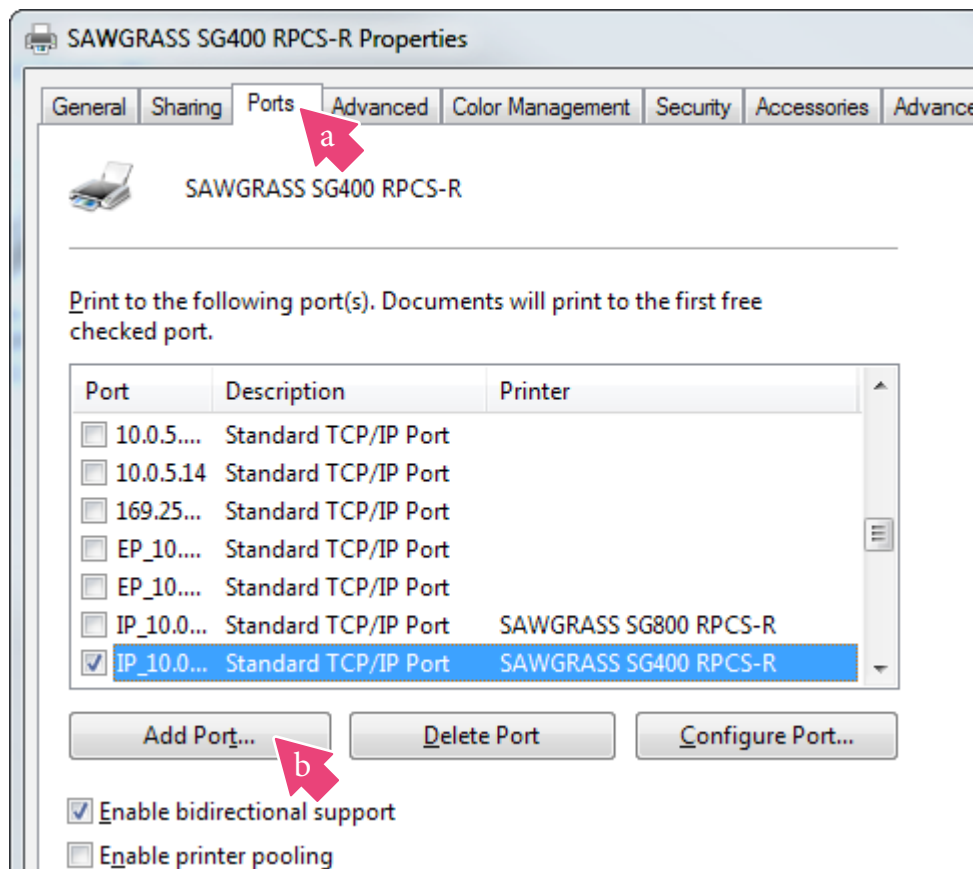 SAWGRASS SG400 RPCS-R Properties
General Sharing Ports Advanced Color Management Security Accessories Advance
a
SAWGRASS SG400 RPCS-R
Print to the following port(s). Documents will print to the first free
checked port.
Port Description Printer
10.0.5.... Standard TCP/IP Port
10.0.5.14 Standard TCP/IP Port
169.25... Standard TCP/IP Port
EP_10.... Standard TCP/IP Port
EP_10.... Standard TCP/IP Port
IP_10.0... Standard TCP/IP Port SAWGRASS SG800 RPCS-R
IP_10.0... Standard TCP/IP Port SAWGRASS SG400 RPCS-R
Add Port... Delete Port Configure Port...
b
Enable bidirectional support
Enable printer pooling